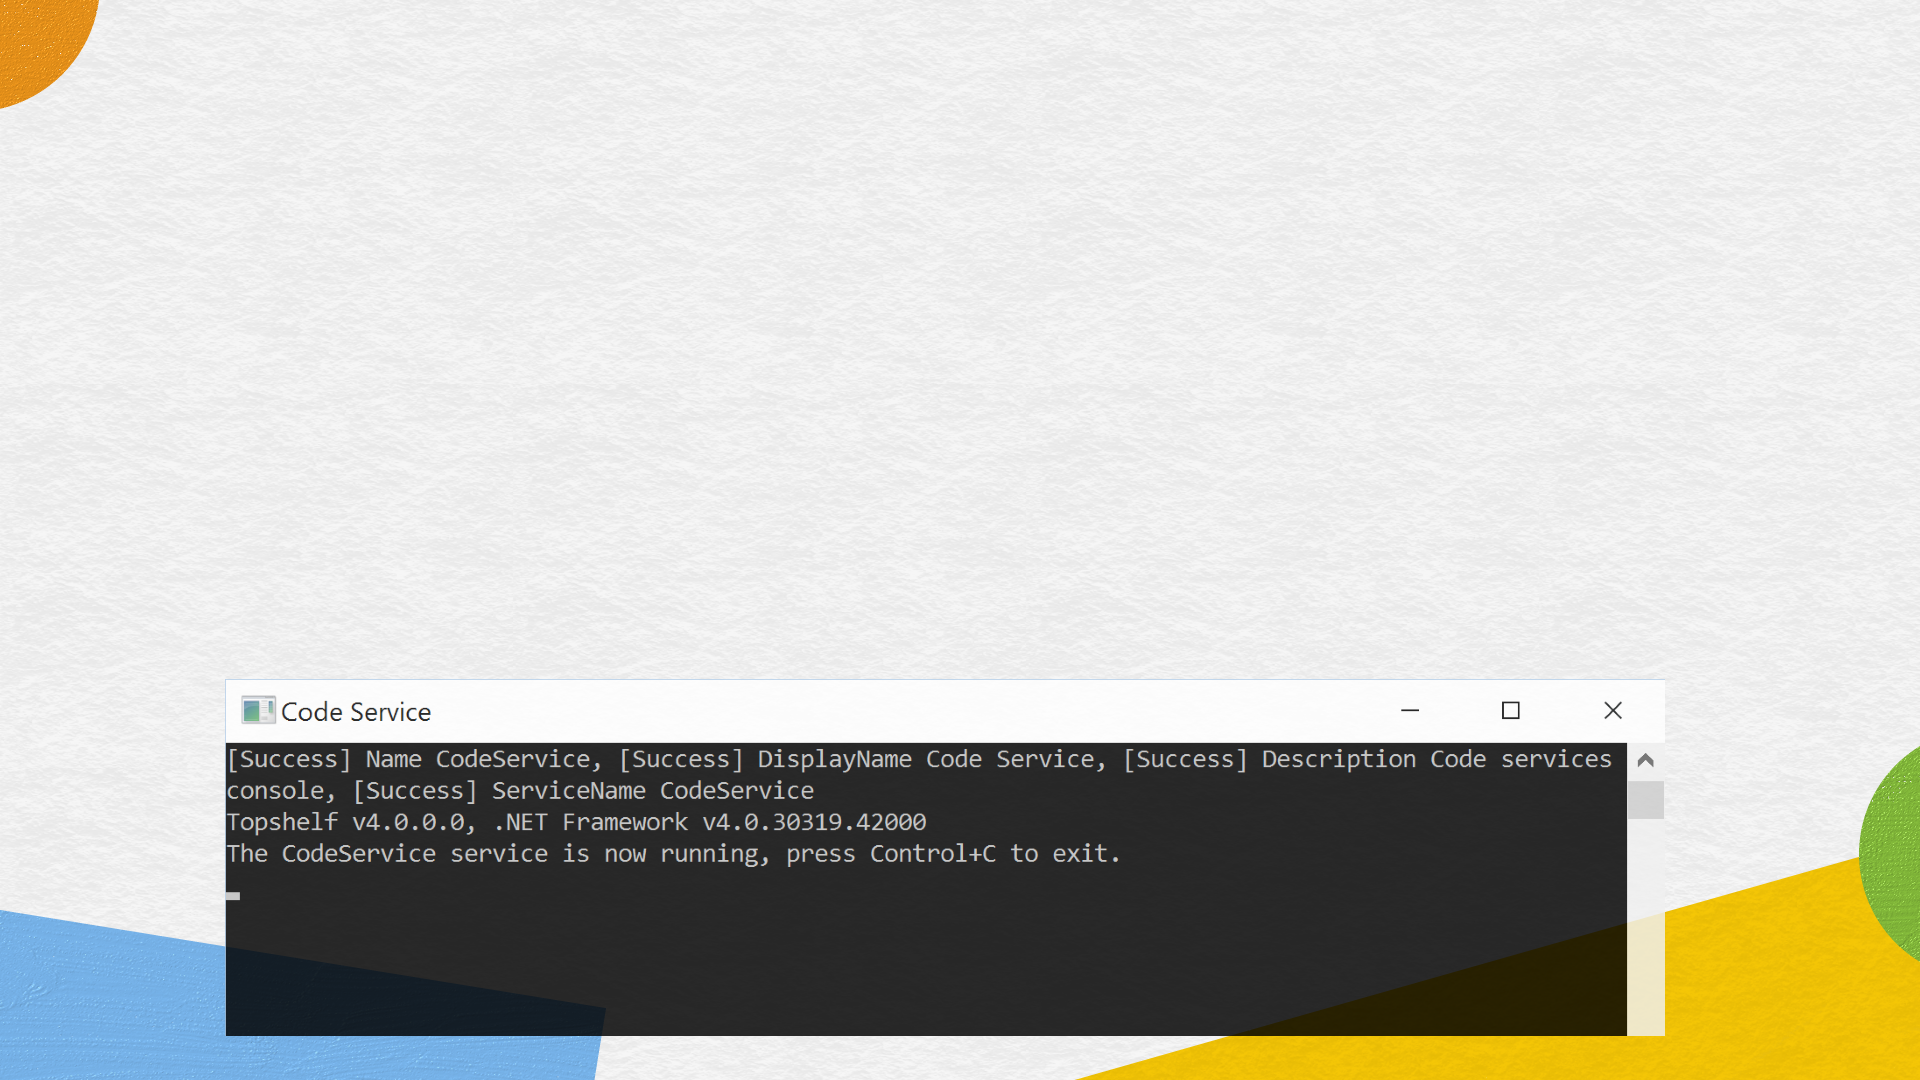 Code Service
[Success] Name CodeService, [Success] DisplayName Code Service, [Success] Description Code services
console, [Success] ServiceName CodeService
Topshelf v4.0.0.0, .NET Framework v4.0.30319.42000
The CodeService service is now running, press Control+C to exit.